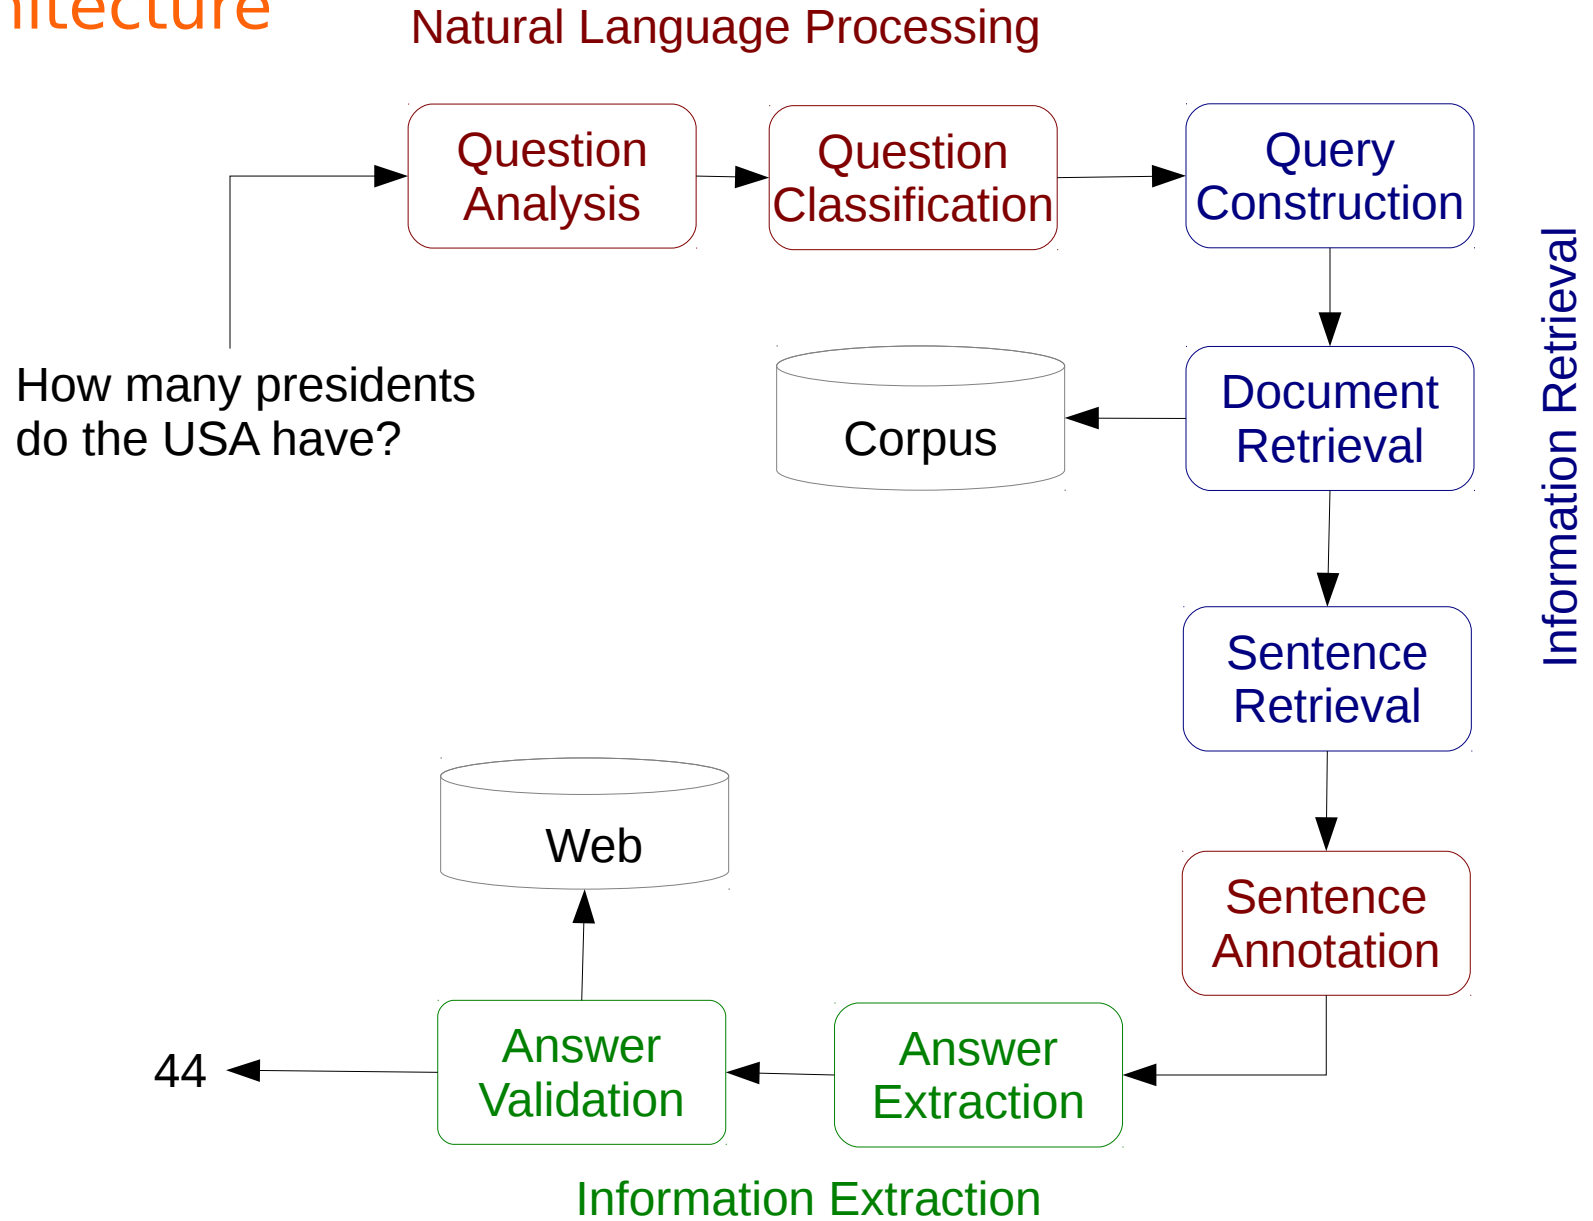 Natural Language Processing
Question
Analysis
Question
Classification
Query
Construction
Information Retrieval
How many presidents
do the USA have?
Corpus
Document
Retrieval
Sentence
Retrieval
Web
Sentence
Annotation
44
Answer
Validation
Answer
Extraction
Information Extraction